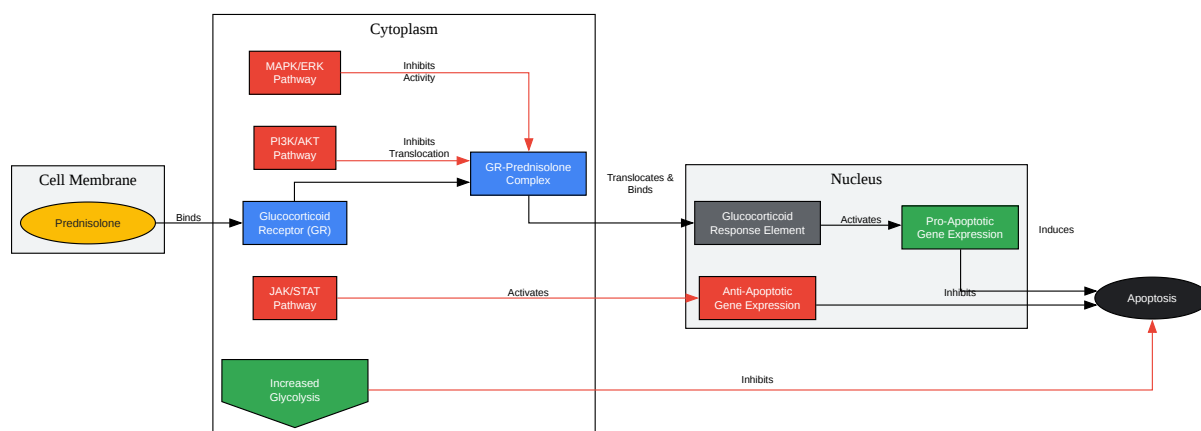 Cytoplasm
MAPK/ERK
Pathway
Inhibits
Activity
PI3K/AKT
Pathway
Inhibits
Translocation
GR-Prednisolone
Complex
Cell Membrane
Prednisolone
Binds
Glucocorticoid
Receptor (GR)
Translocates &
Binds
Nucleus
Glucocorticoid
Response Element
Activates
Pro-Apoptotic
Gene Expression
Induces
JAK/STAT
Pathway
Activates
Anti-Apoptotic
Gene Expression
Inhibits
Apoptosis
Increased
Glycolysis
Inhibits